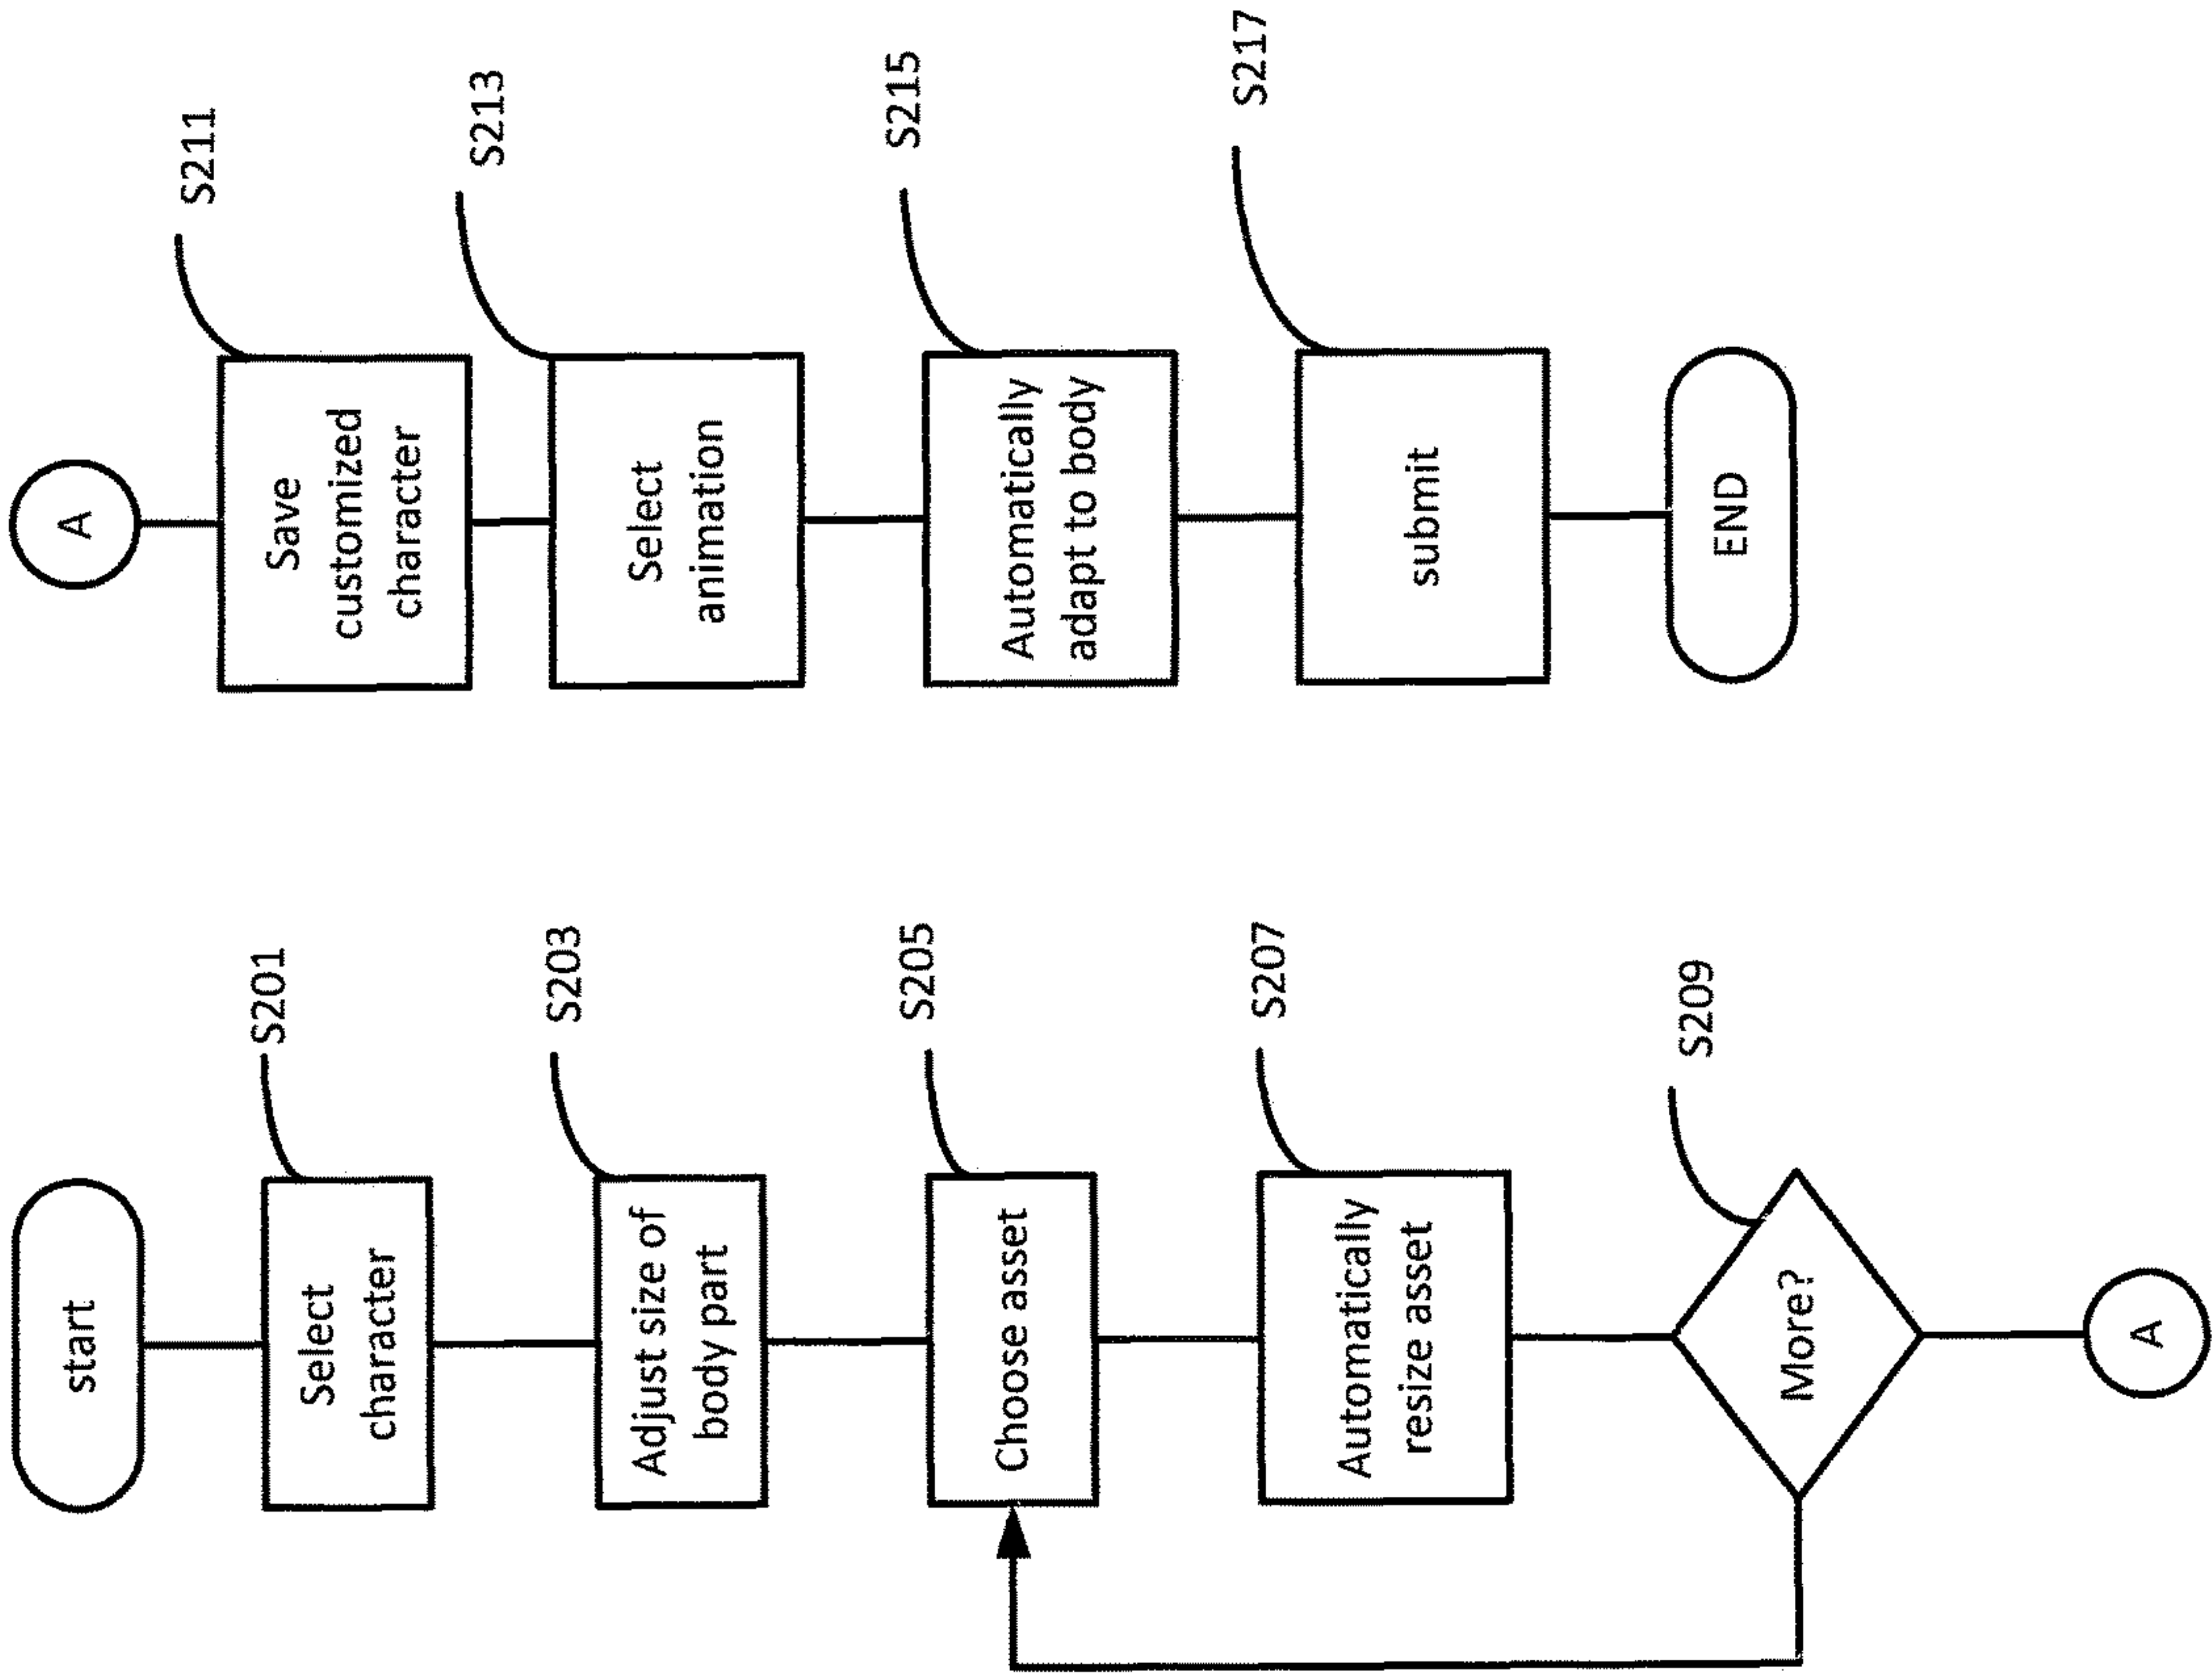 start
Select
character
S201
Adjust size of
body part
S203
Choose asset
S205
Automatically
resize asset
S207
More?
S209
A
A
Save
customized
character
S211
Select
animation
S213
Automatically
adapt to body
S215
submit
S217
END